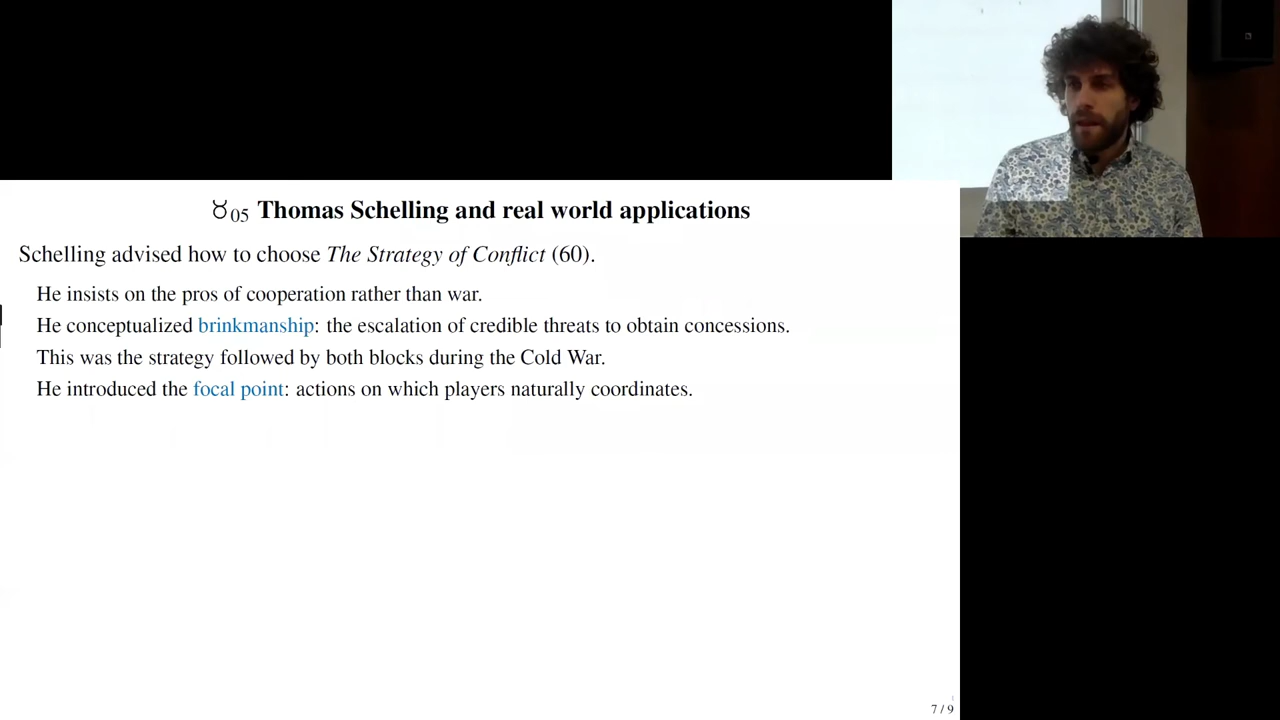 ♉05 Thomas Schelling and real world applications
Schelling advised how to choose The Strategy of Conflict (60).
He insists on the pros of cooperation rather than war.
He conceptualized brinkmanship: the escalation of credible threats to obtain concessions.
This was the strategy followed by both blocks during the Cold War.
He introduced the focal point: actions on which players naturally coordinates.
7 / 9